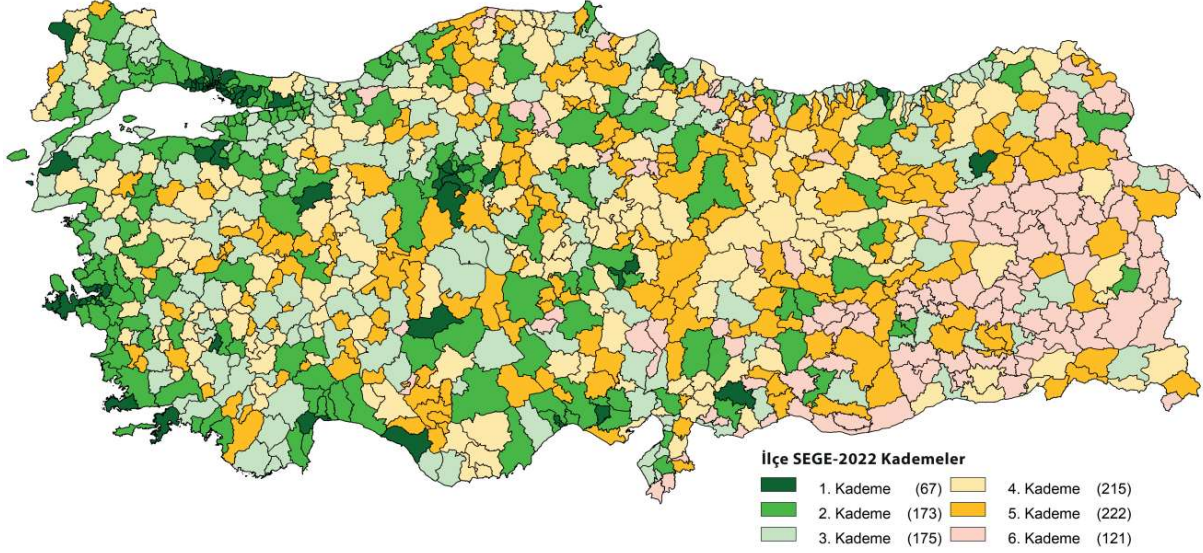 İlçe SEGE-2022 Kademeler
1. Kademe (67) 4. Kademe (215)
2. Kademe (173) 5. Kademe (222)
3. Kademe (175) 6. Kademe (121)